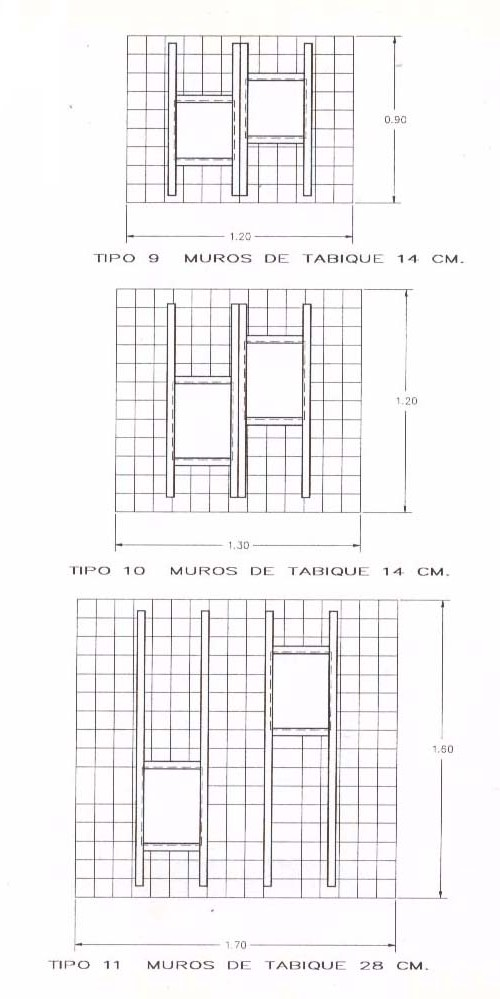 0.90
1.20
TIPO 9 MUROS DE TABIQUE 14 CM.
1.20
1.30
TIPO 10 MUROS DE TABIQUE 14 CM.
1.60
1.70
TIPO 11 MUROS DE TABIQUE 28 CM.